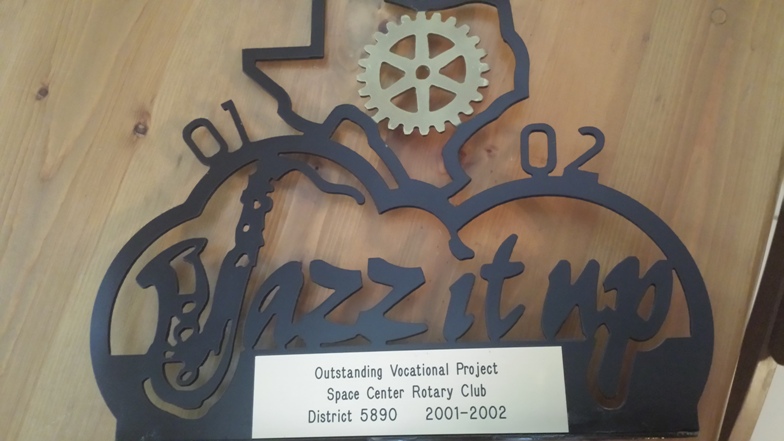 01
02
Jazz it up
Outstanding Vocational Project
Space Center Rotary Club
District 5890 2001-2002